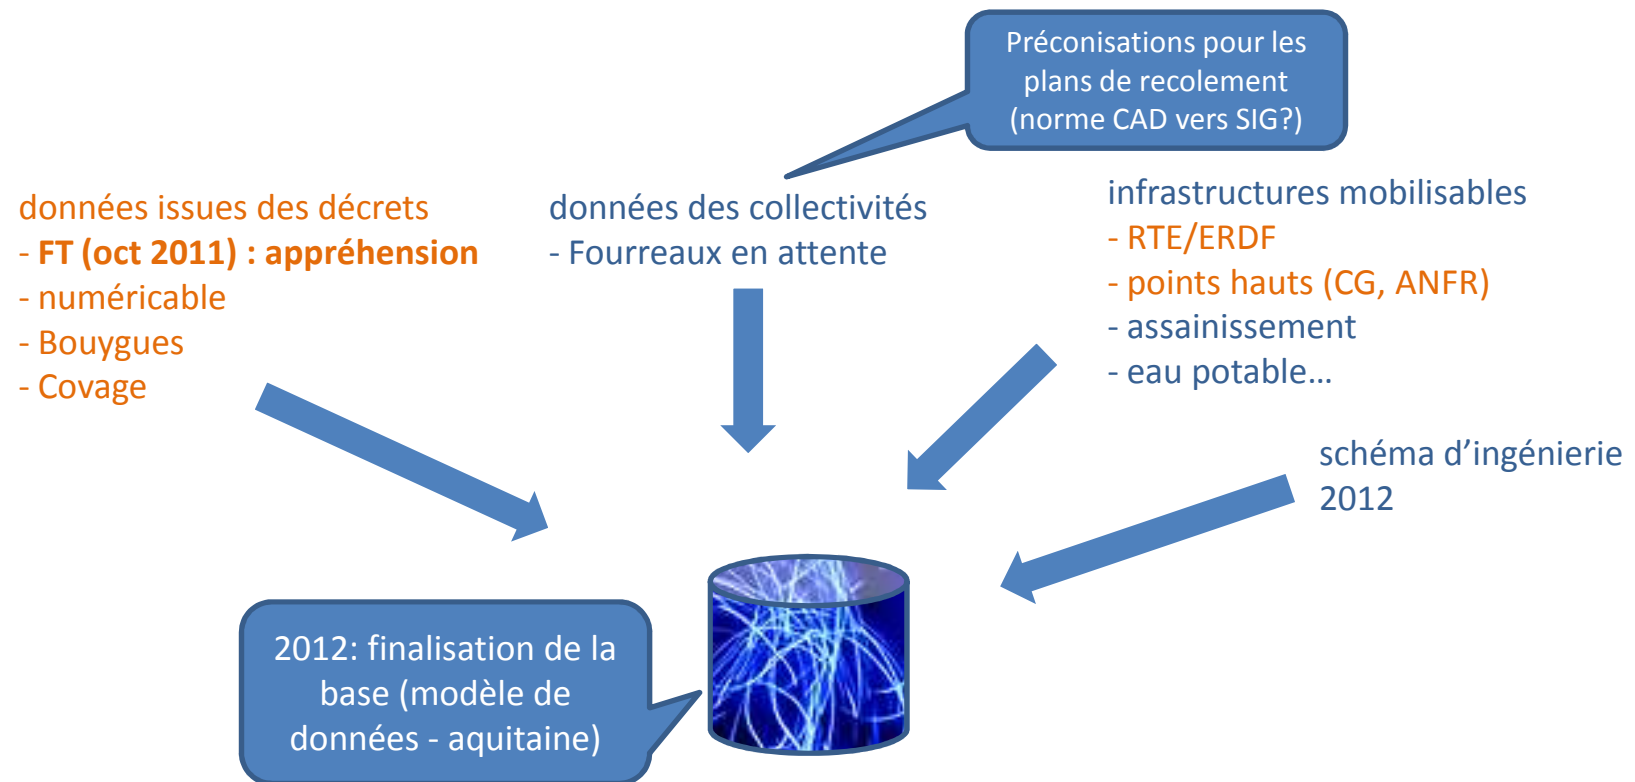 Préconisations pour les
plans de recolement
(norme CAD vers SIG?)
données issues des décrets
- FT (oct 2011) : appréhension
- numéricable
- Bouygues
- Covage
données des collectivités
- Fourreaux en attente
infrastructures mobilisables
- RTE/ERDF
- points hauts (CG, ANFR)
- assainissement
- eau potable…
schéma d’ingénierie
2012
2012: finalisation de la
base (modèle de
données - aquitaine)